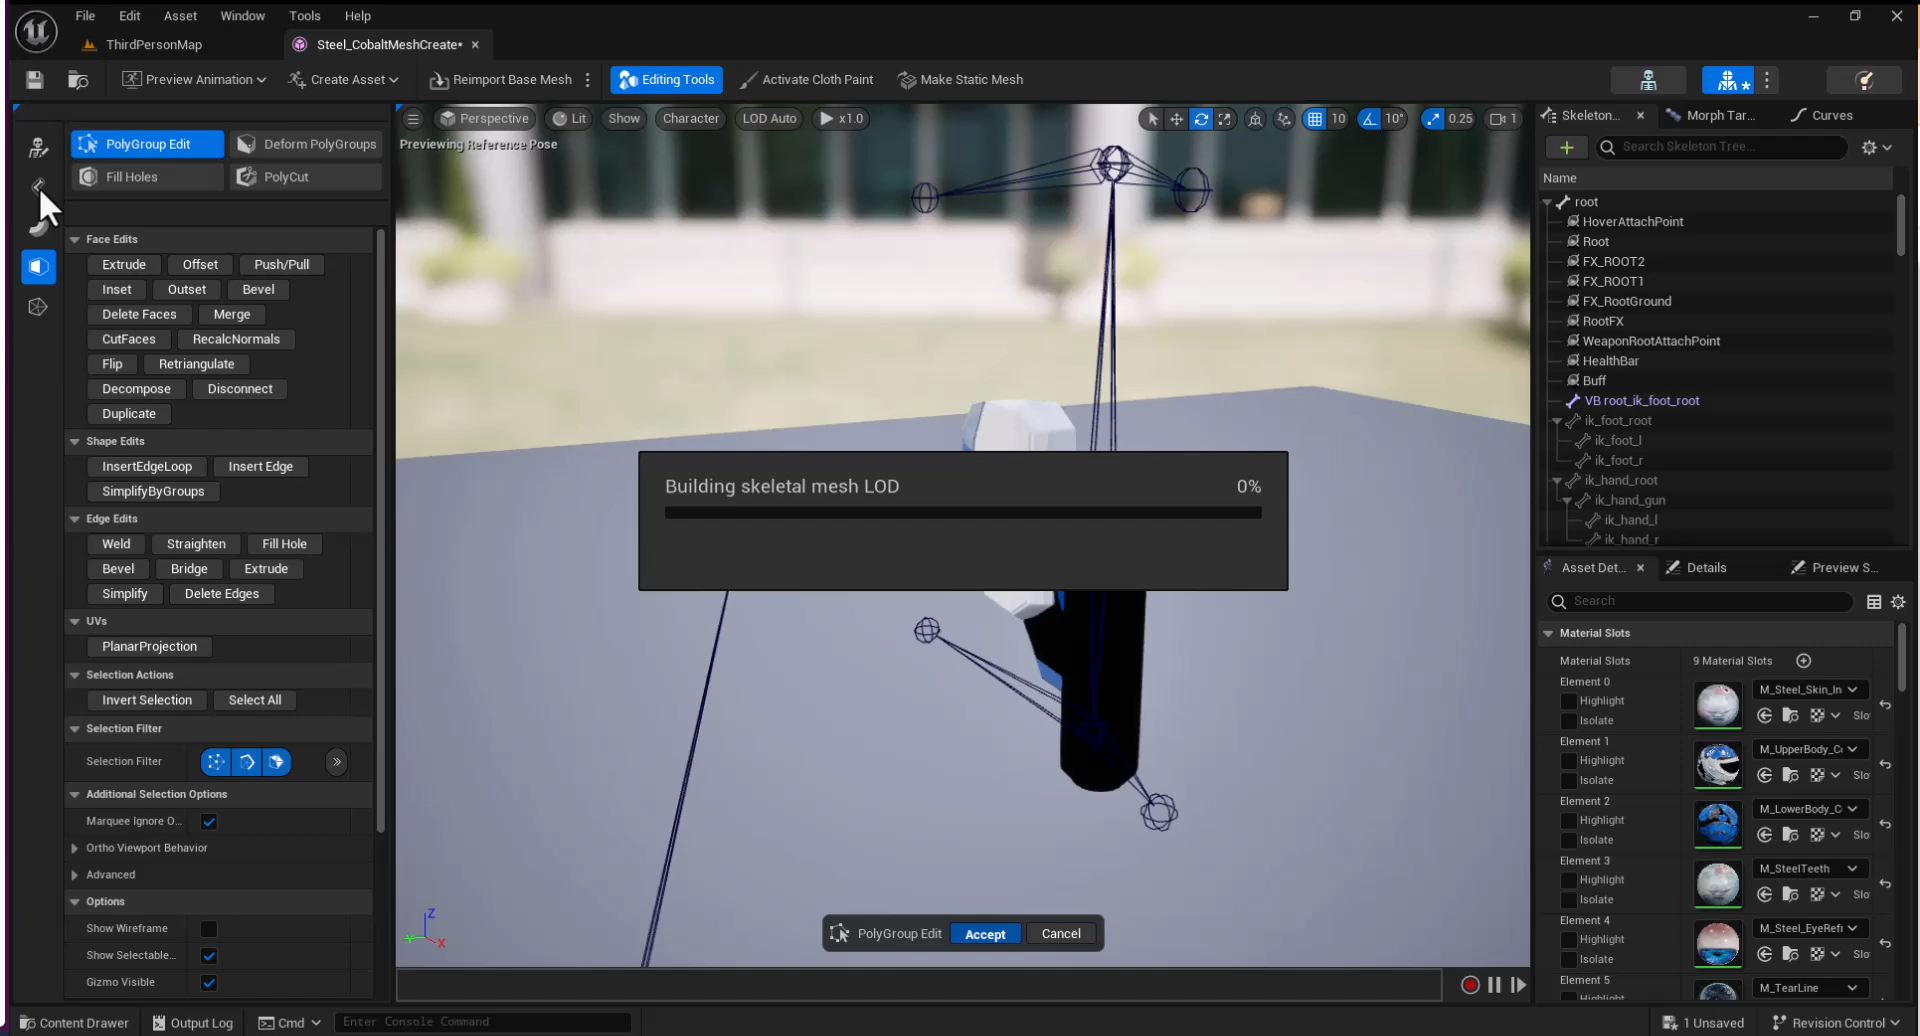 File Edit Asset Window Tools Help
ThirdPersonMap Steel_CobaltMeshCreate*
Preview Animation Create Asset Reimport Base Mesh Editing Tools Activate Cloth Paint Make Static Mesh
PolyGroup Edit Deform PolyGroups
Fill Holes PolyCut
Face Edits
Extrude Offset Push/Pull
Inset Outset Bevel
Delete Faces Merge
CutFaces RecalcNormals
Flip Retriangulate
Decompose Disconnect
Duplicate
Shape Edits
InsertEdgeLoop Insert Edge
SimplifyByGroups
Edge Edits
Weld Straighten Fill Hole
Bevel Bridge Extrude
Simplify Delete Edges
UVs
PlanarProjection
Selection Actions
Invert Selection Select All
Selection Filter
Selection Filter
Additional Selection Options
Marquee Ignore O...
Ortho Viewport Behavior
Advanced
Options
Show Wireframe
Show Selectable...
Gizmo Visible
Perspective Lit Show Character LOD Auto x1.0 10 10° 0.25 1
Previewing Reference Pose
Building skeletal mesh LOD 0%
Z
Y X
PolyGroup Edit Accept Cancel
Skeleton... Morph Tar... Curves
Search Skeleton Tree...
Name
root
HoverAttachPoint
Root
FX_ROOT2
FX_ROOT1
FX_RootGround
RootFX
WeaponRootAttachPoint
HealthBar
Buff
VB root_ik_foot_root
ik_foot_root
ik_foot_l
ik_foot_r
ik_hand_root
ik_hand_gun
ik_hand_l
ik_hand_r
Asset Det... Details Preview S...
Search
Material Slots
Material Slots 9 Material Slots
Element 0
Highlight
Isolate
M_Steel_Skin_In
Slo
Element 1
Highlight
Isolate
M_UpperBody_C
Slo
Element 2
Highlight
Isolate
M_LowerBody_C
Slo
Element 3
Highlight
Isolate
M_SteelTeeth
Slo
Element 4
Highlight
Isolate
M_Steel_EyeRefr
Slo
Element 5
Highlight
M_TearLine
Content Drawer Output Log Cmd Enter Console Command 1 Unsaved Revision Control